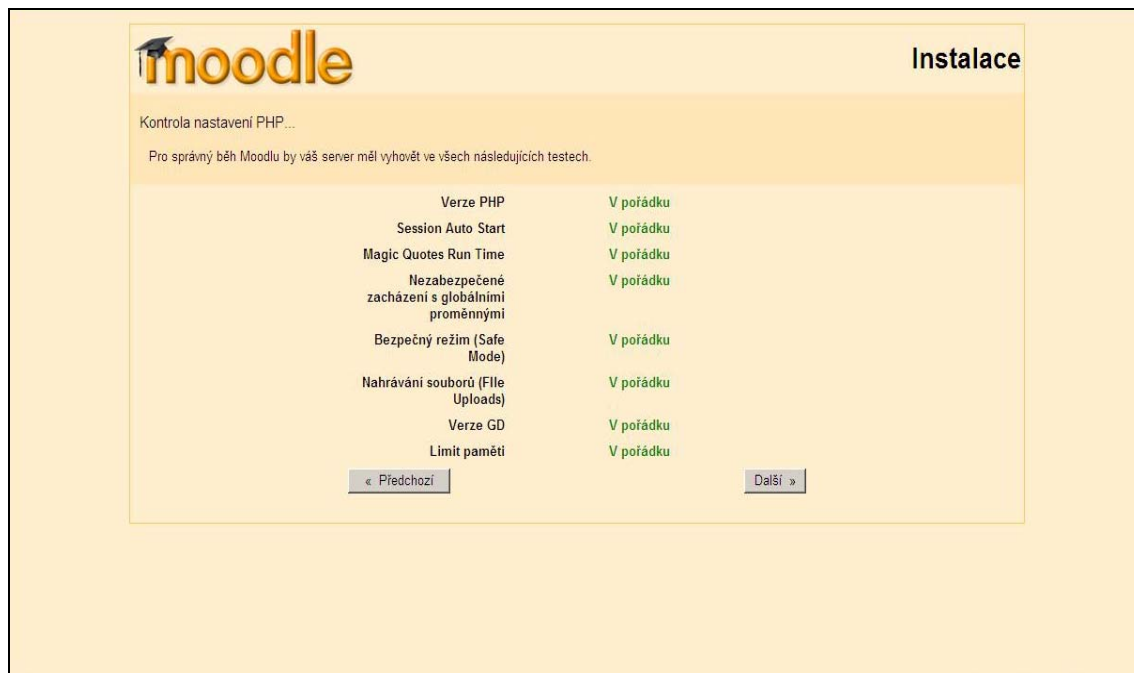 moodle
Instalace
Kontrola nastavení PHP...
Pro správný běh Moodlu by váš server měl vyhovět ve všech následujících testech.
Verze PHP V pořádku
Session Auto Start V pořádku
Magic Quotes Run Time V pořádku
Nezabezpečené V pořádku
zacházení s globálními
proměnnými
Bezpečný režim (Safe V pořádku
Mode)
Nahrávání souborů (FIle V pořádku
Uploads)
Verze GD V pořádku
Limit paměti V pořádku
« Předchozí
Další »